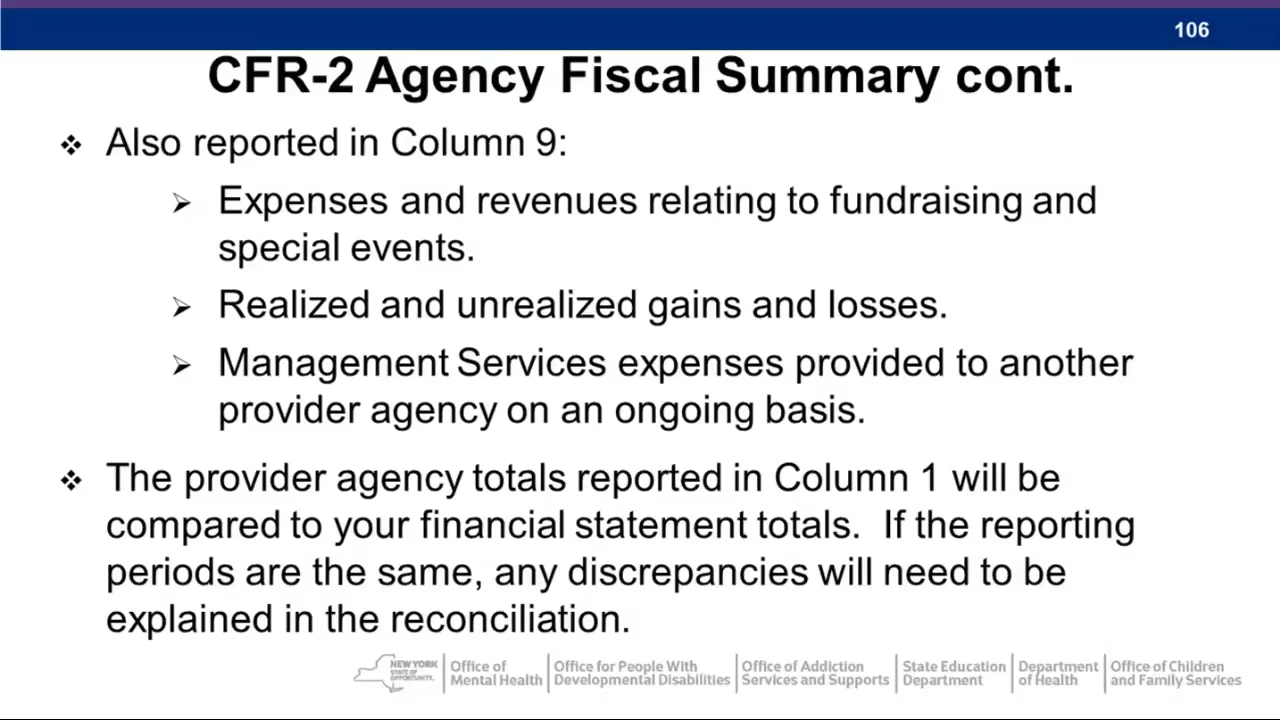 106
CFR-2 Agency Fiscal Summary cont.
❖ Also reported in Column 9:
➢ Expenses and revenues relating to fundraising and
special events.
➢ Realized and unrealized gains and losses.
➢ Management Services expenses provided to another
provider agency on an ongoing basis.
❖ The provider agency totals reported in Column 1 will be
compared to your financial statement totals.  If the reporting
periods are the same, any discrepancies will need to be
explained in the reconciliation.
NEW YORK
STATE OF
OPPORTUNITY.
Office of
Mental Health
Office for People With
Developmental Disabilities
Office of Addiction
Services and Supports
State Education
Department
Department
of Health
Office of Children
and Family Services